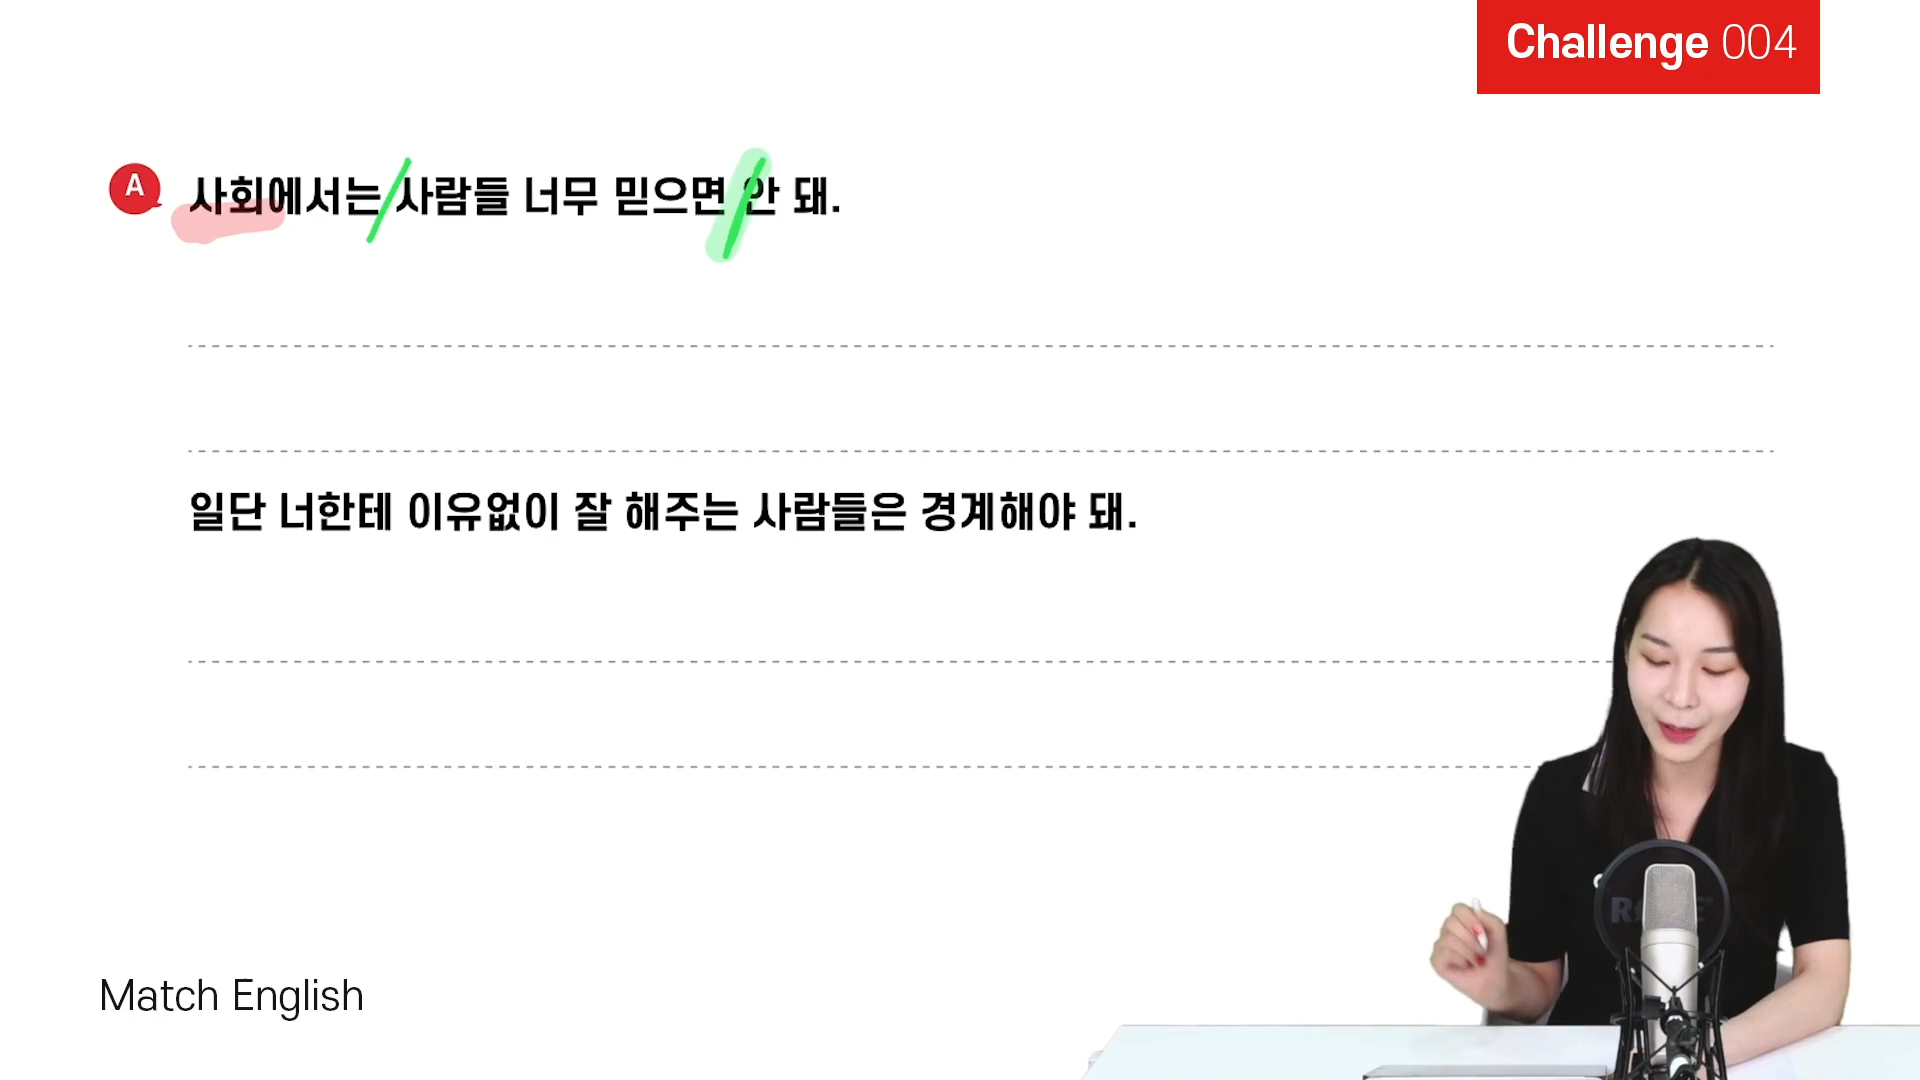 Challenge 004
A 사회에서는 사람들 너무 믿으면 안 돼.
일단 너한테 이유없이 잘 해주는 사람들은 경계해야 돼.
Match English